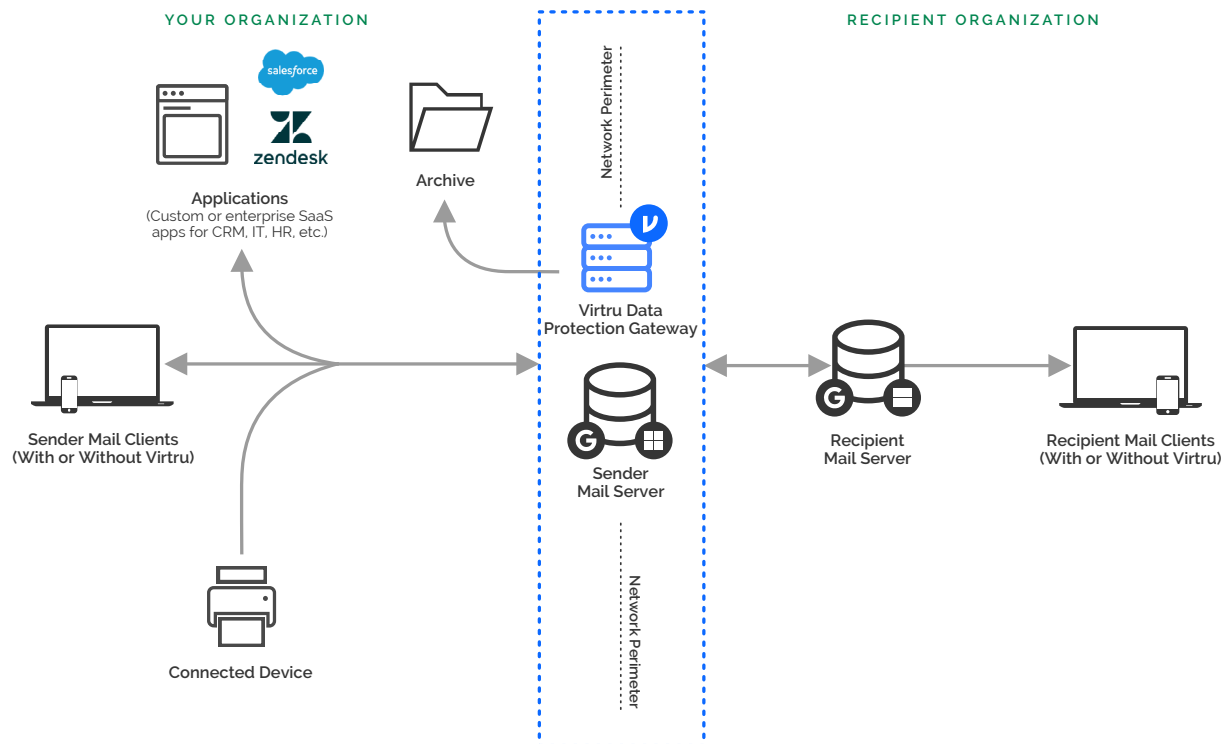 YOUR ORGANIZATION
RECIPIENT ORGANIZATION
salesforce
zendesk
Applications
(Custom or enterprise SaaS
apps for CRM, IT, HR, etc.)
Archive
Network Perimeter
Virtru Data
Protection Gateway
Sender Mail Clients
(With or Without Virtru)
G
Sender
Mail Server
G
Recipient
Mail Server
Recipient Mail Clients
(With or Without Virtru)
Network Perimeter
Connected Device